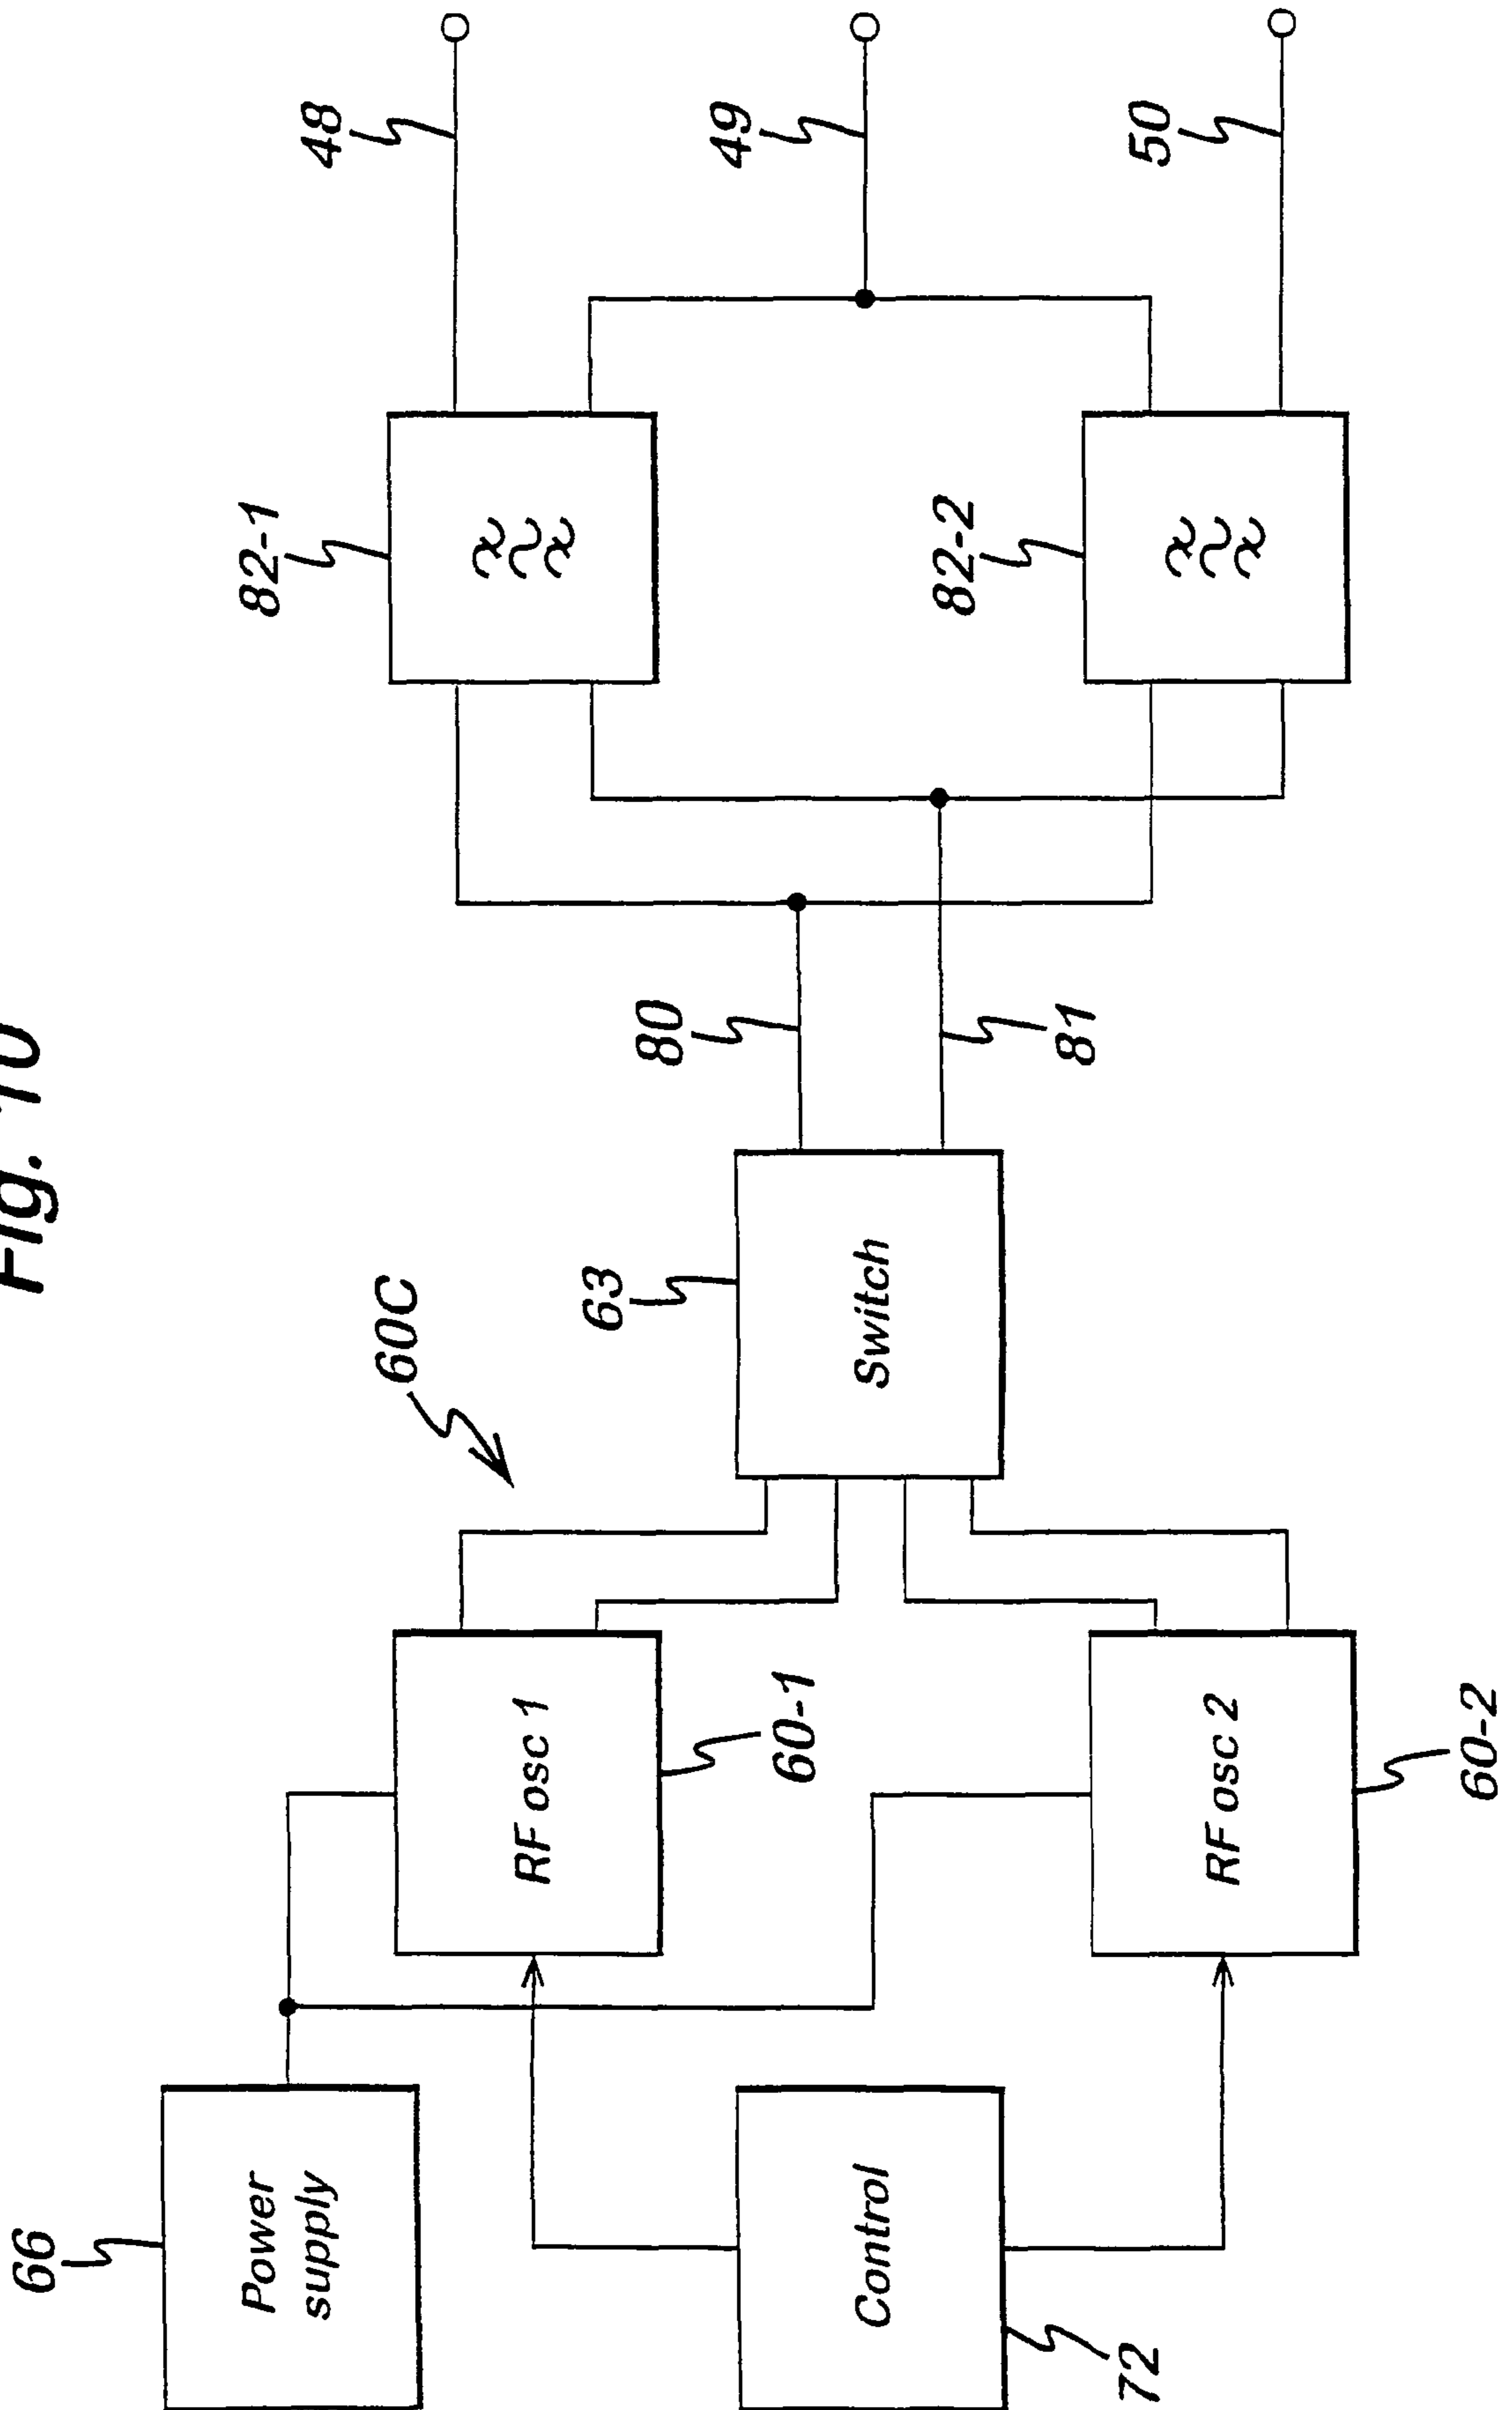 Fig. 10
66
Power
supply
60C
RF osc 1
60-1
82-1
48
63
Switch
80
81
49
Control
72
RF osc 2
60-2
82-2
50